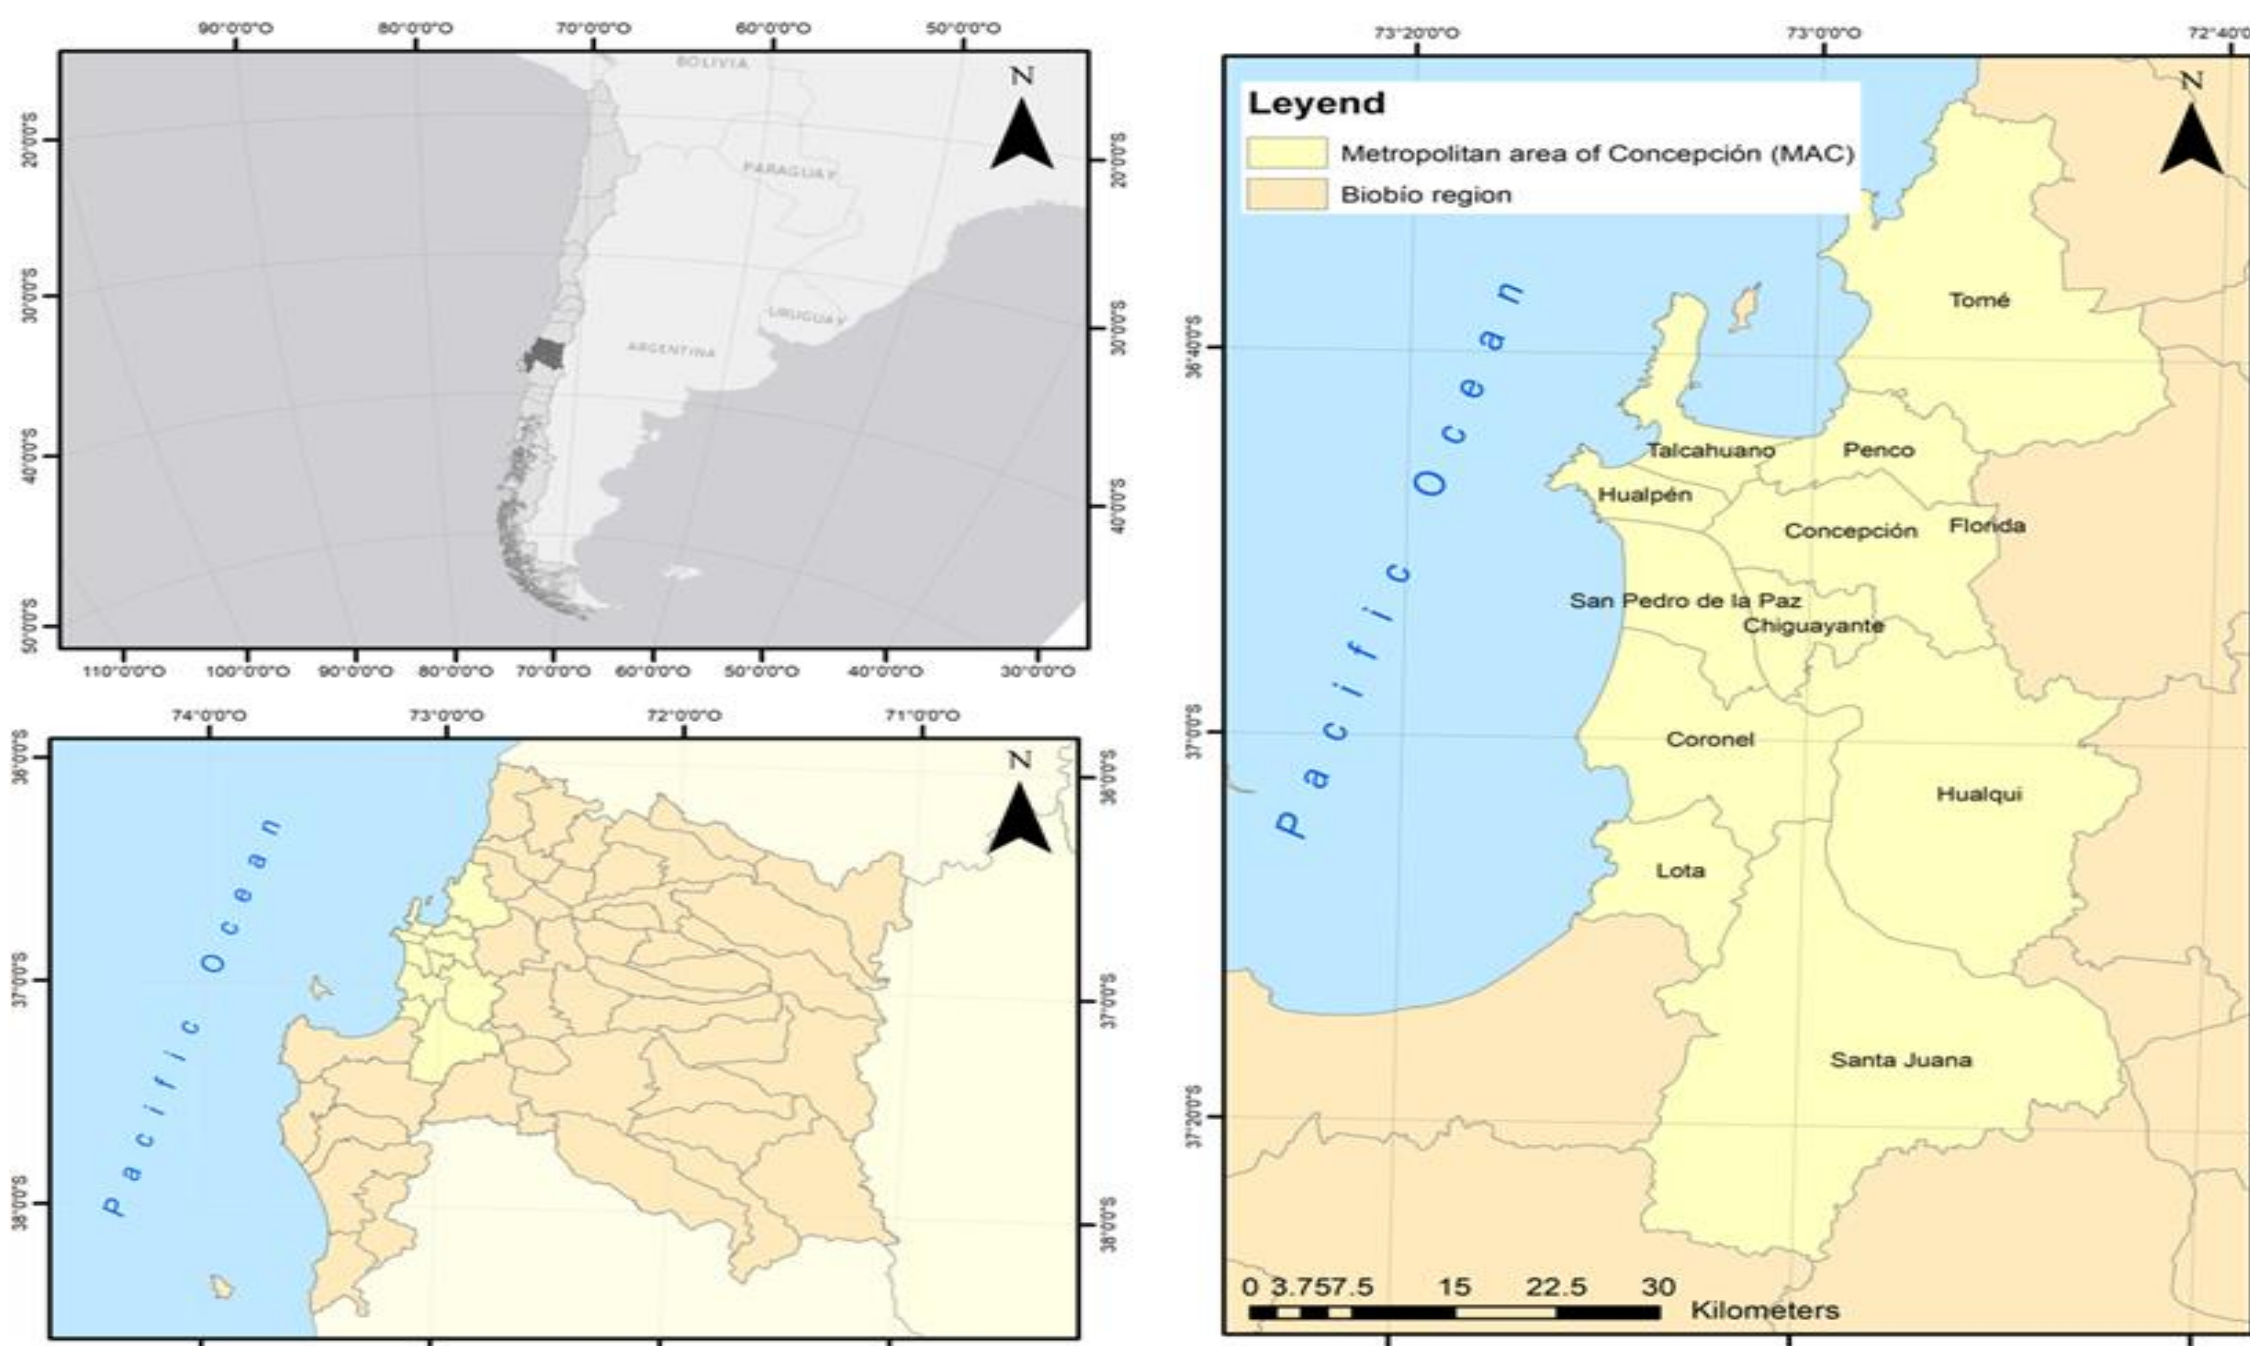 90°0'0"O 80°0'0"O 70°0'0"O 60°0'0"O 50°0'0"O
20°0'0"S
30°0'0"S
40°0'0"S
50°0'0"S
BOLIVIA
PARAGUAY
URUGUAY
ARGENTINA
N
20°0'0"S
30°0'0"S
40°0'0"S
110°0'0"O 100°0'0"O 90°0'0"O 80°0'0"O 70°0'0"O 60°0'0"O 50°0'0"O 40°0'0"O 30°0'0"O
74°0'0"O 73°0'0"O 72°0'0"O 71°0'0"O
36°0'0"S
37°0'0"S
38°0'0"S
Pacific Ocean
N
36°0'0"S
37°0'0"S
38°0'0"S
73°20'0"O 73°0'0"O 72°40'0
36°40'0"S
37°0'0"S
37°20'0"S
Leyend
Metropolitan area of Concepción (MAC)
Biobío region
N
Pacific Ocean
Tomé
Talcahuano
Penco
Hualpén
Concepción
Florida
San Pedro de la Paz
Chiguayante
Coronel
Hualqui
Lota
Santa Juana
0 3.757.5 15 22.5 30
Kilometers